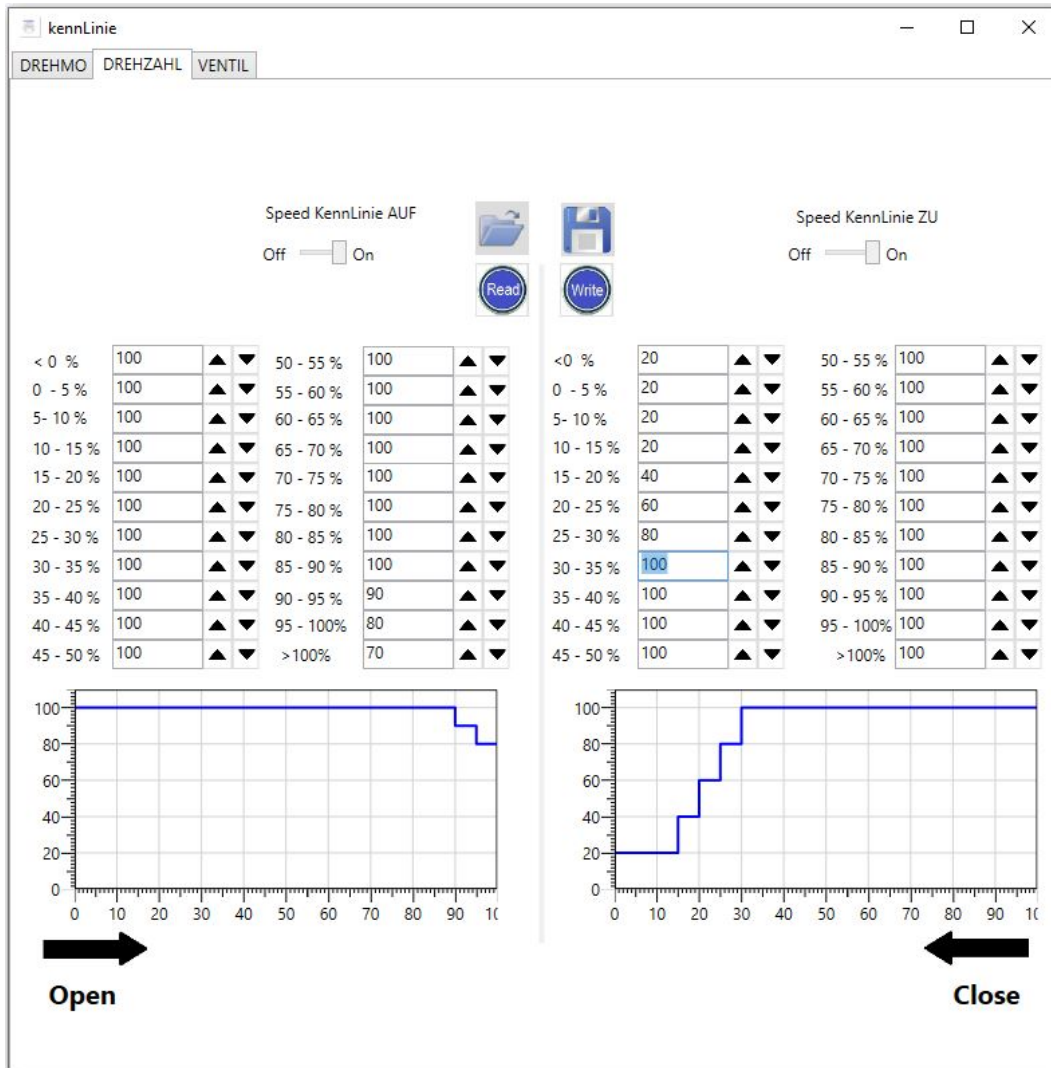 kennLinie
DREHMO DREHZAHL VENTIL
Speed KennLinie AUF
Off On
Speed KennLinie ZU
Off On
Read Write
< 0 % 100 50 - 55 % 100
0 - 5 % 100 55 - 60 % 100
5- 10 % 100 60 - 65 % 100
10 - 15 % 100 65 - 70 % 100
15 - 20 % 100 70 - 75 % 100
20 - 25 % 100 75 - 80 % 100
25 - 30 % 100 80 - 85 % 100
30 - 35 % 100 85 - 90 % 100
35 - 40 % 100 90 - 95 % 90
40 - 45 % 100 95 - 100% 80
45 - 50 % 100 >100% 70
<0 % 20 50 - 55 % 100
0 - 5 % 20 55 - 60 % 100
5- 10 % 20 60 - 65 % 100
10 - 15 % 20 65 - 70 % 100
15 - 20 % 40 70 - 75 % 100
20 - 25 % 60 75 - 80 % 100
25 - 30 % 80 80 - 85 % 100
30 - 35 % 100 85 - 90 % 100
35 - 40 % 100 90 - 95 % 100
40 - 45 % 100 95 - 100% 100
45 - 50 % 100 >100% 100
100
80
60
40
20
0
0 10 20 30 40 50 60 70 80 90
Open
100
80
60
40
20
0
0 10 20 30 40 50 60 70 80 90
Close